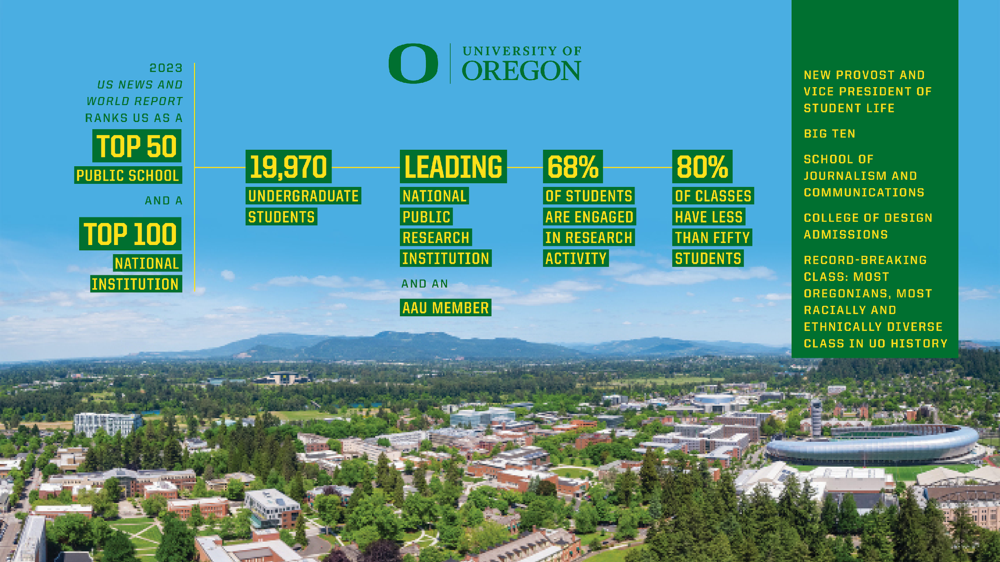 UNIVERSITY OF
OREGON
2023
US NEWS AND
WORLD REPORT
RANKS US AS A
TOP 50
PUBLIC SCHOOL
AND A
TOP 100
NATIONAL
INSTITUTION
19,970
UNDERGRADUATE
STUDENTS
LEADING
NATIONAL
PUBLIC
RESEARCH
INSTITUTION
AND AN
AAU MEMBER
68%
OF STUDENTS
ARE ENGAGED
IN RESEARCH
ACTIVITY
80%
OF CLASSES
HAVE LESS
THAN FIFTY
STUDENTS
NEW PROVOST AND
VICE PRESIDENT OF
STUDENT LIFE
BIG TEN
SCHOOL OF
JOURNALISM AND
COMMUNICATIONS
COLLEGE OF DESIGN
ADMISSIONS
RECORD-BREAKING
CLASS: MOST
OREGONIANS, MOST
RACIALLY AND
ETHNICALLY DIVERSE
CLASS IN UO HISTORY